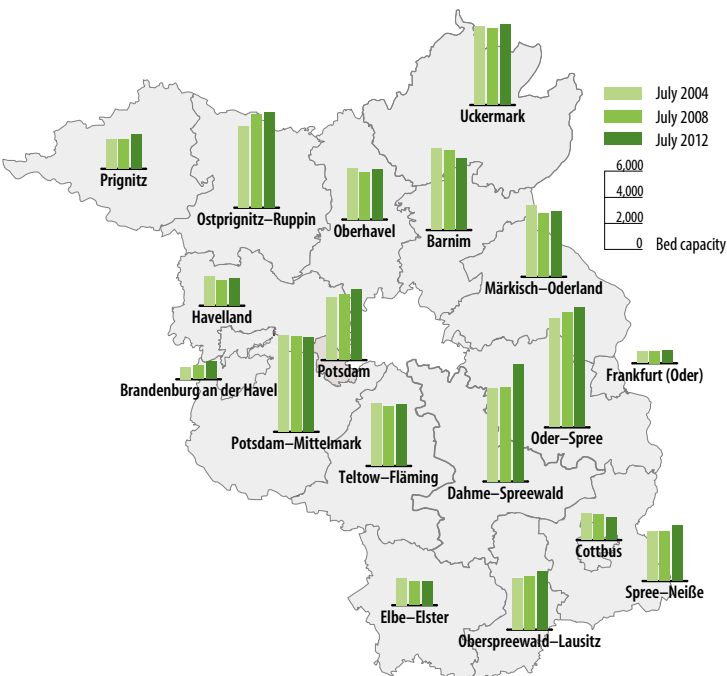 Uckermark
July 2004
July 2008
July 2012
6,000
4,000
2,000
0 Bed capacity
Prignitz
Ostprignitz–Ruppin
Oberhavel
Barnim
Märkisch–Oderland
Havelland
Potsdam
Frankfurt (Oder)
Brandenburg an der Havel
Potsdam–Mittelmark
Oder–Spree
Teltow–Fläming
Dahme–Spreewald
Cottbus
Spree–Neiße
Elbe–Elster
Oberspreewald–Lausitz